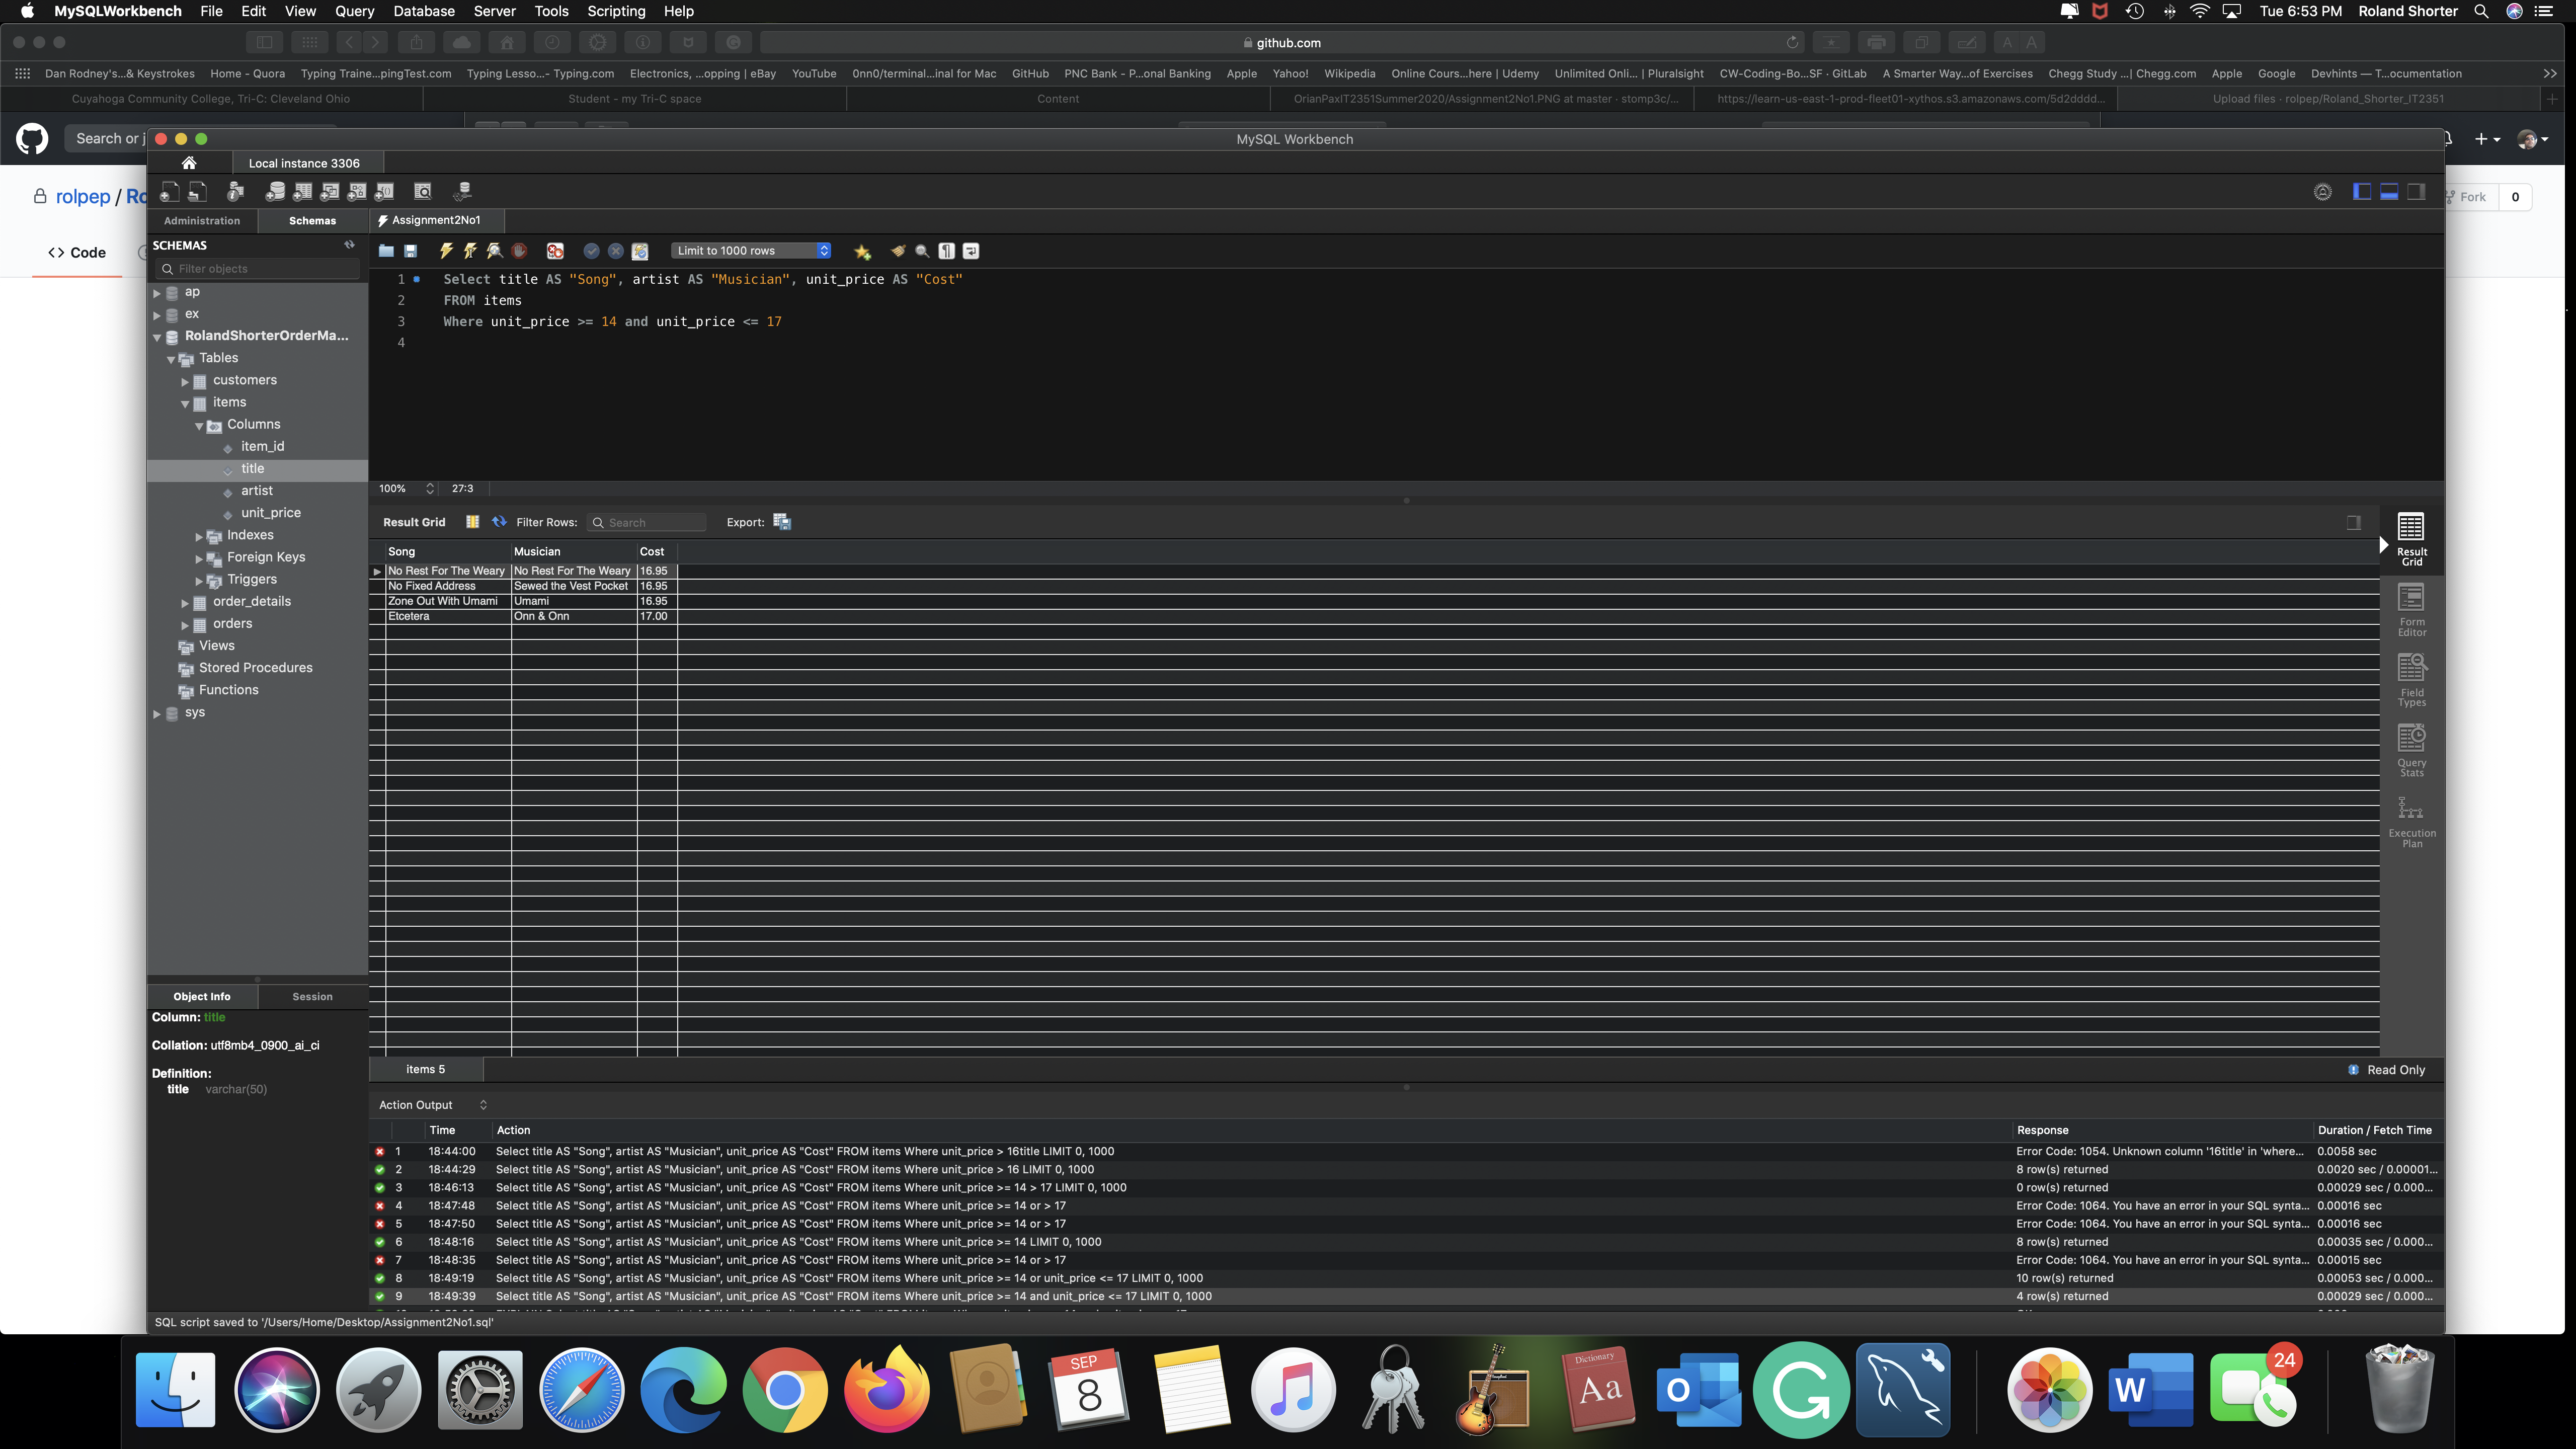 MySQLWorkbench File Edit View Query Database Server Tools Scripting Help Tue 6:53 PM Roland Shorter
github.com
Dan Rodney's...& Keystrokes Home - Quora Typing Traine...pingTest.com Typing Lesso...- Typing.com Electronics, ...opping | eBay YouTube 0nn0/terminal...inal for Mac GitHub PNC Bank - P...onal Banking Apple Yahoo! Wikipedia Online Cours...here | Udemy Unlimited Onli... | Pluralsight CW-Coding-Bo...SF · GitLab A Smarter Way...of Exercises Chegg Study ...| Chegg.com Apple Google Devhints — T...ocumentation
Cuyahoga Community College, Tri-C: Cleveland Ohio Student - my Tri-C space Content OrianPaxIT2351Summer2020/Assignment2No1.PNG at master · stomp3c/... https://learn-us-east-1-prod-fleet01-xythos.s3.amazonaws.com/5d2dddd... Upload files · rolpep/Roland_Shorter_IT2351
Search or j
MySQL Workbench
Local instance 3306
rolpep / Ro
Fork 0
Code
Administration Schemas
Assignment2No1
SCHEMAS
Filter objects
Limit to 1000 rows
ap
ex
RolandShorterOrderMa...
Tables
customers
items
Columns
item_id
title
artist
unit_price
Indexes
Foreign Keys
Triggers
order_details
orders
Views
Stored Procedures
Functions
sys
1 Select title AS "Song", artist AS "Musician", unit_price AS "Cost"
2 FROM items
3 Where unit_price >= 14 and unit_price <= 17
4
100% 27:3
Result Grid Filter Rows: Search Export:
Song Musician Cost
No Rest For The Weary No Rest For The Weary 16.95
No Fixed Address Sewed the Vest Pocket 16.95
Zone Out With Umami Umami 16.95
Etcetera Onn & Onn 17.00
Result
Grid
Form
Editor
Field
Types
Query
Stats
Execution
Plan
Object Info Session
Column: title
Collation: utf8mb4_0900_ai_ci
Definition:
title varchar(50)
items 5 Read Only
Action Output
Time Action Response Duration / Fetch Time
1 18:44:00 Select title AS "Song", artist AS "Musician", unit_price AS "Cost" FROM items Where unit_price > 16title LIMIT 0, 1000 Error Code: 1054. Unknown column '16title' in 'where... 0.0058 sec
2 18:44:29 Select title AS "Song", artist AS "Musician", unit_price AS "Cost" FROM items Where unit_price > 16 LIMIT 0, 1000 8 row(s) returned 0.0020 sec / 0.00001...
3 18:46:13 Select title AS "Song", artist AS "Musician", unit_price AS "Cost" FROM items Where unit_price >= 14 > 17 LIMIT 0, 1000 0 row(s) returned 0.00029 sec / 0.000...
4 18:47:48 Select title AS "Song", artist AS "Musician", unit_price AS "Cost" FROM items Where unit_price >= 14 or > 17 Error Code: 1064. You have an error in your SQL synta... 0.00016 sec
5 18:47:50 Select title AS "Song", artist AS "Musician", unit_price AS "Cost" FROM items Where unit_price >= 14 or > 17 Error Code: 1064. You have an error in your SQL synta... 0.00016 sec
6 18:48:16 Select title AS "Song", artist AS "Musician", unit_price AS "Cost" FROM items Where unit_price >= 14 LIMIT 0, 1000 8 row(s) returned 0.00035 sec / 0.000...
7 18:48:35 Select title AS "Song", artist AS "Musician", unit_price AS "Cost" FROM items Where unit_price >= 14 or > 17 Error Code: 1064. You have an error in your SQL synta... 0.00015 sec
8 18:49:19 Select title AS "Song", artist AS "Musician", unit_price AS "Cost" FROM items Where unit_price >= 14 or unit_price <= 17 LIMIT 0, 1000 10 row(s) returned 0.00053 sec / 0.000...
9 18:49:39 Select title AS "Song", artist AS "Musician", unit_price AS "Cost" FROM items Where unit_price >= 14 and unit_price <= 17 LIMIT 0, 1000 4 row(s) returned 0.00029 sec / 0.000...
SQL script saved to '/Users/Home/Desktop/Assignment2No1.sql'
SEP
8
Dictionary
Aa
O
G
W
24